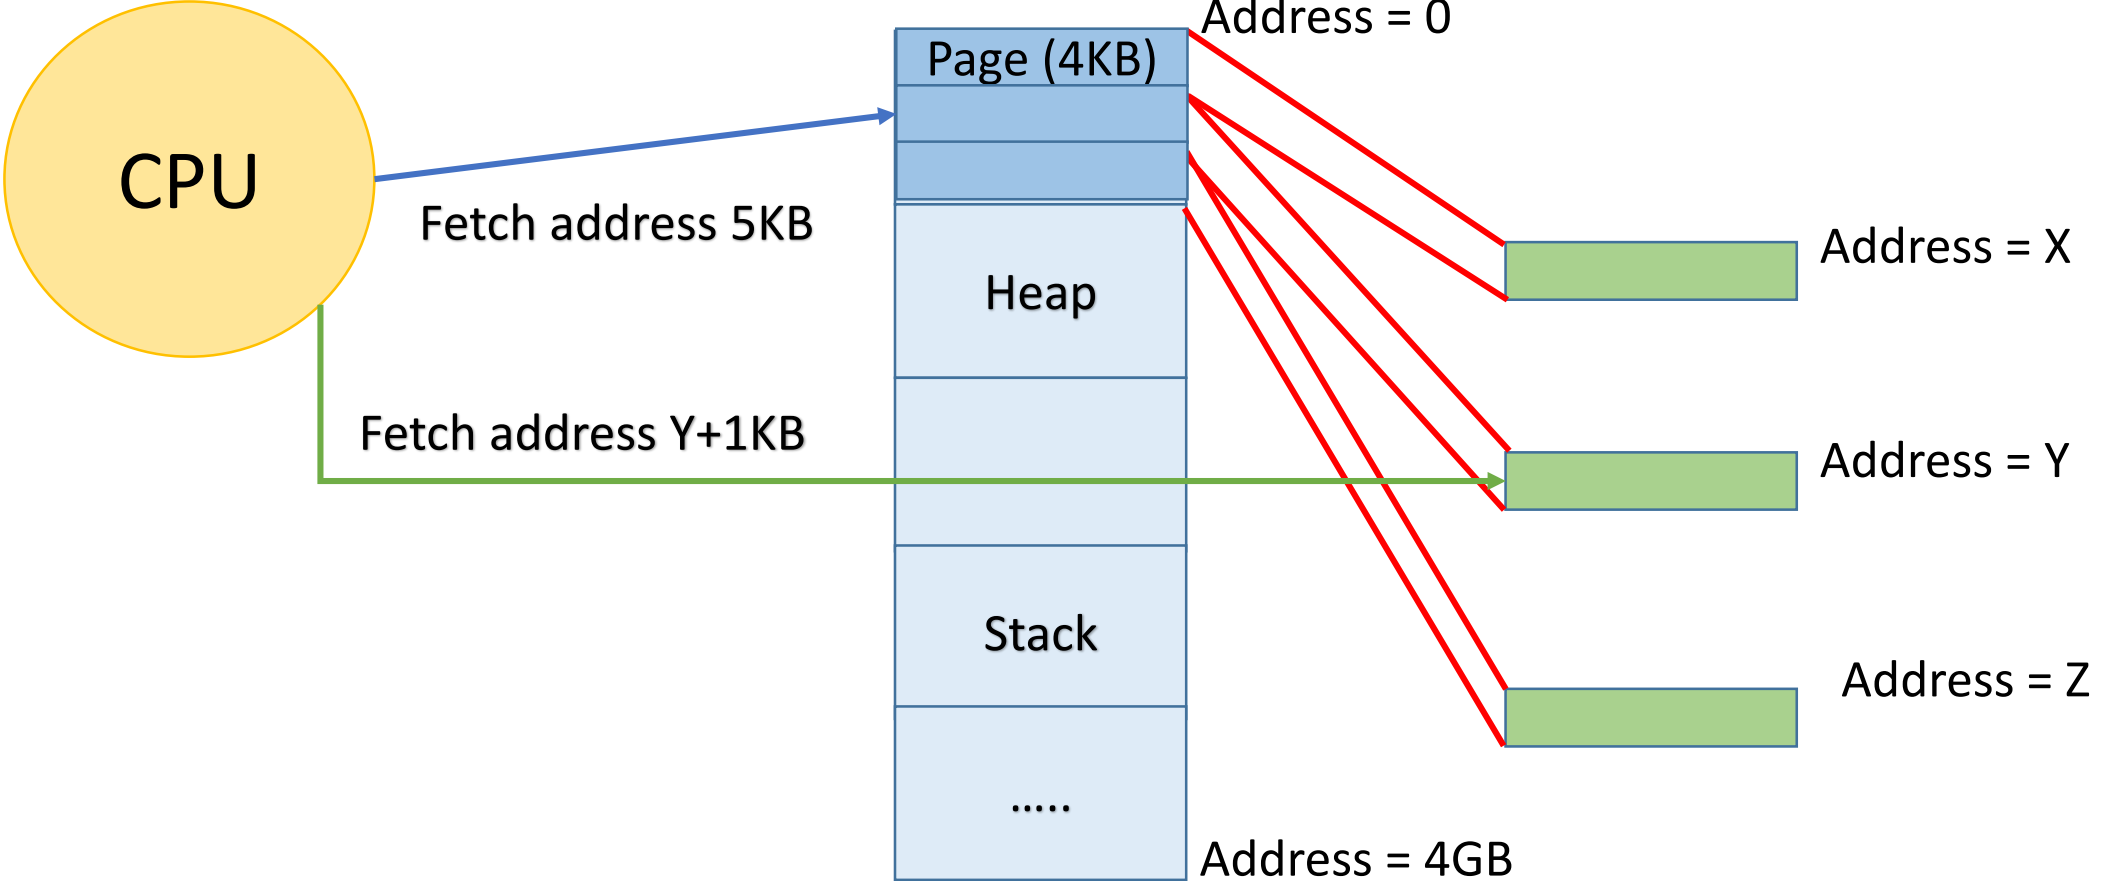 Address = 0
Page (4KB)
CPU
Fetch address 5KB
Address = X
Heap
Fetch address Y+1KB
Address = Y
Stack
Address = Z
.....
Address = 4GB